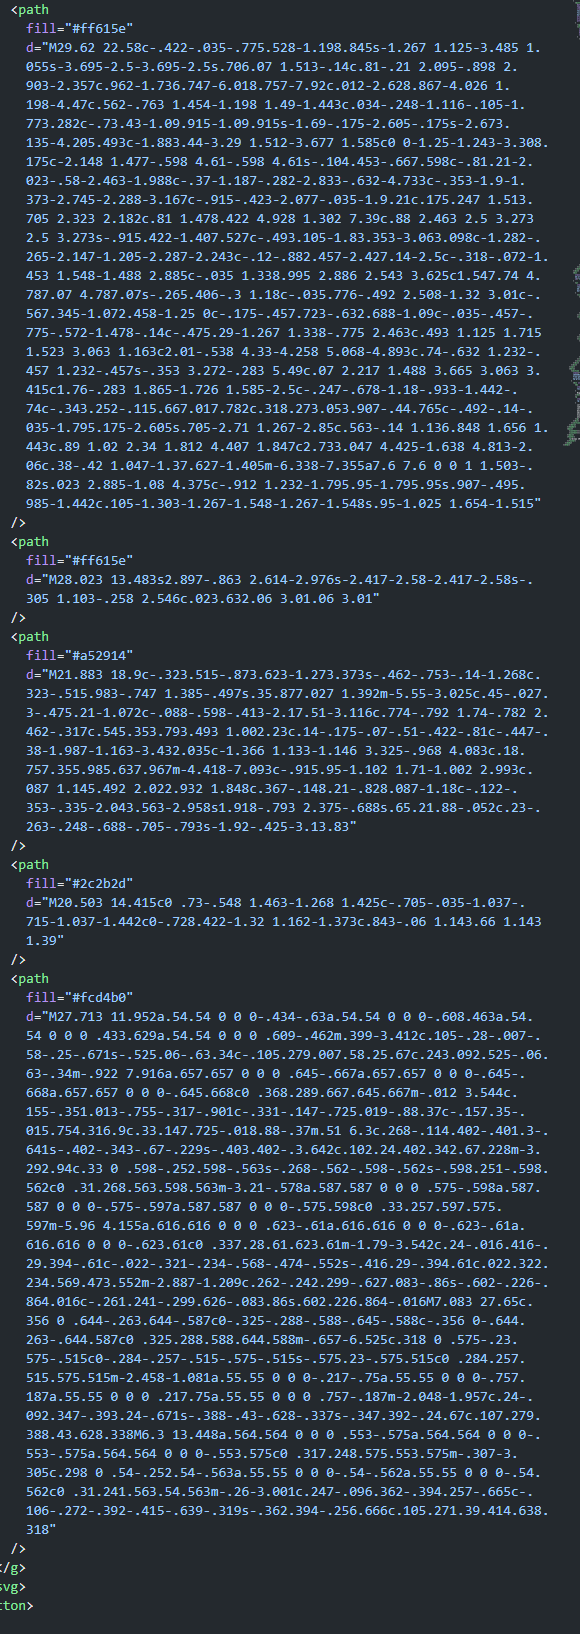 <path
fill="#ff615e"
d="M29.62 22.58c-.422-.035-.775.528-1.198.845s-1.267 1.125-3.485 1.
055s-3.695-2.5-3.695-2.5s.706.07 1.513-.14c.81-.21 2.095-.898 2.
903-2.357c.962-1.736.747-6.018.757-7.92c.012-2.628.867-4.026 1.
198-4.47c.562-.763 1.454-1.198 1.49-1.443c.034-.248-1.116-.105-1.
773.282c-.73.43-1.09.915-1.09.915s-1.69-.175-2.605-.175s-2.673.
135-4.205.493c-1.883.44-3.29 1.512-3.677 1.585c0 0-1.25-1.243-3.308.
175c-2.148 1.477-.598 4.61-.598 4.61s-.104.453-.667.598c-.81.21-2.
023-.58-2.463-1.988c-.37-1.187-.282-2.833-.632-4.733c-.353-1.9-1.
373-2.745-2.288-3.167c-.915-.423-2.077-.035-1.9.21c.175.247 1.513.
705 2.323 2.182c.81 1.478.422 4.928 1.302 7.39c.88 2.463 2.5 3.273
2.5 3.273s-.915.422-1.407.527c-.493.105-1.83.353-3.063.098c-1.282-.
265-2.147-1.205-2.287-2.243c-.12-.882.457-2.427.14-2.5c-.318-.072-1.
453 1.548-1.488 2.885c-.035 1.338.995 2.886 2.543 3.625c1.547.74 4.
787.07 4.787.07s-.265.406-.3 1.18c-.035.776-.492 2.508-1.32 3.01c-.
567.345-1.072.458-1.25 0c-.175-.457.723-.632.688-1.09c-.035-.457-.
775-.572-1.478-.14c-.475.29-1.267 1.338-.775 2.463c.493 1.125 1.715
1.523 3.063 1.163c2.01-.538 4.33-4.258 5.068-4.893c.74-.632 1.232-.
457 1.232-.457s-.353 3.272-.283 5.49c.07 2.217 1.488 3.665 3.063 3.
415c1.76-.283 1.865-1.726 1.585-2.5c-.247-.678-1.18-.933-1.442-.
74c-.343.252-.115.667.017.782c.318.273.053.907-.44.765c-.492-.14-.
035-1.795.175-2.605s.705-2.71 1.267-2.85c.563-.14 1.136.848 1.656 1.
443c.89 1.02 2.34 1.812 4.407 1.847c2.733.047 4.425-1.638 4.813-2.
06c.38-.42 1.047-1.37.627-1.405m-6.338-7.355a7.6 7.6 0 0 1 1.503-.
82s.023 2.885-1.08 4.375c-.912 1.232-1.795.95-1.795.95s.907-.495.
985-1.442c.105-1.303-1.267-1.548-1.267-1.548s.95-1.025 1.654-1.515"
/>
<path
fill="#ff615e"
d="M28.023 13.483s2.897-.863 2.614-2.976s-2.417-2.58-2.417-2.58s-.
305 1.103-.258 2.546c.023.632.06 3.01.06 3.01"
/>
<path
fill="#a52914"
d="M21.883 18.9c-.323.515-.873.623-1.273.373s-.462-.753-.14-1.268c.
323-.515.983-.747 1.385-.497s.35.877.027 1.392m-5.55-3.025c.45-.027.
3-.475.21-1.072c-.088-.598-.413-2.17.51-3.116c.774-.792 1.74-.782 2.
462-.317c.545.353.793.493 1.002.23c.14-.175-.07-.51-.422-.81c-.447-.
38-1.987-1.163-3.432.035c-1.366 1.133-1.146 3.325-.968 4.083c.18.
757.355.985.637.967m-4.418-7.093c-.915.95-1.102 1.71-1.002 2.993c.
087 1.145.492 2.022.932 1.848c.367-.148.21-.828.087-1.18c-.122-.
353-.335-2.043.563-2.958s1.918-.793 2.375-.688s.65.21.88-.052c.23-.
263-.248-.688-.705-.793s-1.92-.425-3.13.83"
/>
<path
fill="#2c2b2d"
d="M20.503 14.415c0 .73-.548 1.463-1.268 1.425c-.705-.035-1.037-.
715-1.037-1.442c0-.728.422-1.32 1.162-1.373c.843-.06 1.143.66 1.143
1.39"
/>
<path
fill="#fcd4b0"
d="M27.713 11.952a.54.54 0 0 0-.434-.63a.54.54 0 0 0-.608.463a.54.
54 0 0 0 .433.629a.54.54 0 0 0 .609-.462m.399-3.412c.105-.28-.007-.
58-.25-.671s-.525.06-.63.34c-.105.279.007.58.25.67c.243.092.525-.06.
63-.34m-.922 7.916a.657.657 0 0 0 .645-.667a.657.657 0 0 0-.645-.
668a.657.657 0 0 0-.645.668c0 .368.289.667.645.667m-.012 3.544c.
155-.351.013-.755-.317-.901c-.331-.147-.725.019-.88.37c-.157.35-.
015.754.316.9c.33.147.725-.018.88-.37m.51 6.3c.268-.114.402-.401.3-.
641s-.402-.343-.67-.229s-.403.402-.3.642c.102.24.402.342.67.228m-3.
292.94c.33 0 .598-.252.598-.563s-.268-.562-.598-.562s-.598.251-.598.
562c0 .31.268.563.598.563m-3.21-.578a.587.587 0 0 0 .575-.598a.587.
587 0 0 0-.575-.597a.587.587 0 0 0-.575.598c0 .33.257.597.575.
597m-5.96 4.155a.616.616 0 0 0 .623-.61a.616.616 0 0 0-.623-.61a.
616.616 0 0 0-.623.61c0 .337.28.61.623.61m-1.79-3.542c.24-.016.416-.
29.394-.61c-.022-.321-.234-.568-.474-.552s-.416.29-.394.61c.022.322.
234.569.473.552m-2.887-1.209c.262-.242.299-.627.083-.86s-.602-.226-.
864.016c-.261.241-.299.626-.083.86s.602.226.864-.016M7.083 27.65c.
356 0 .644-.263.644-.587c0-.325-.288-.588-.645-.588c-.356 0-.644.
263-.644.587c0 .325.288.588.644.588m-.657-6.525c.318 0 .575-.23.
575-.515c0-.284-.257-.515-.575-.515s-.575.23-.575.515c0 .284.257.
515.575.515m-2.458-1.081a.55.55 0 0 0-.217-.75a.55.55 0 0 0-.757.
187a.55.55 0 0 0 .217.75a.55.55 0 0 0 .757-.187m-2.048-1.957c.24-.
092.347-.393.24-.671s-.388-.43-.628-.337s-.347.392-.24.67c.107.279.
388.43.628.338M6.3 13.448a.564.564 0 0 0 .553-.575a.564.564 0 0 0-.
553-.575a.564.564 0 0 0-.553.575c0 .317.248.575.553.575m-.307-3.
305c.298 0 .54-.252.54-.563a.55.55 0 0 0-.54-.562a.55.55 0 0 0-.54.
562c0 .31.241.563.54.563m-.26-3.001c.247-.096.362-.394.257-.665c-.
106-.272-.392-.415-.639-.319s-.362.394-.256.666c.105.271.39.414.638.
318"
/>
</g>
svg>
tton>